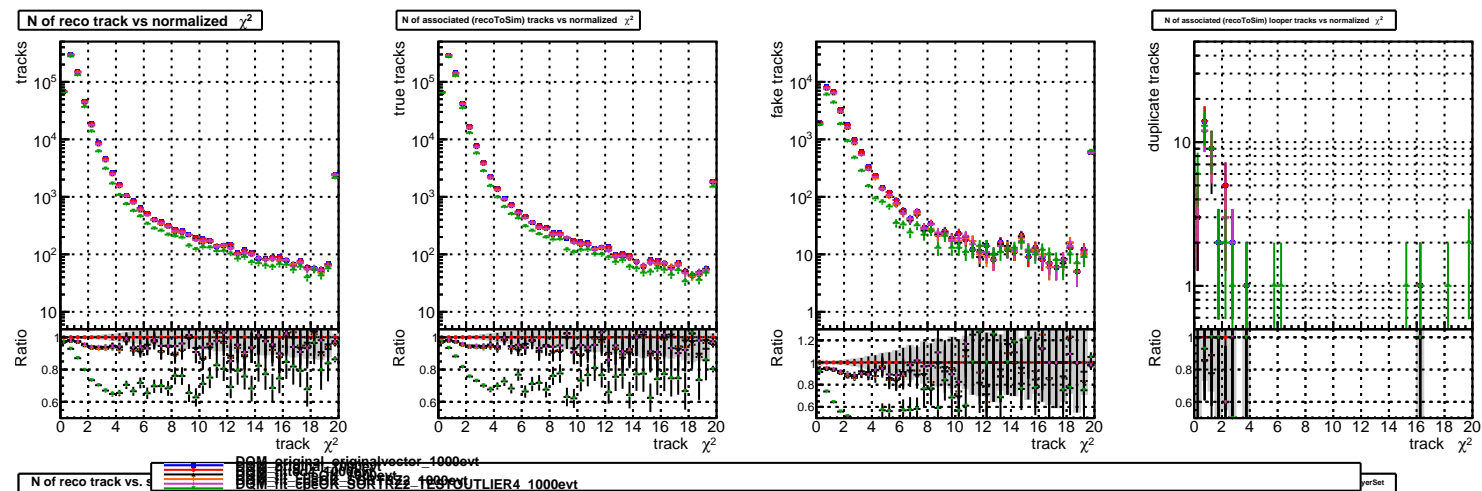 N of reco track vs normalized χ²
N of associated (recoToSim) tracks vs normalized χ²
N of associated (recoToSim) looper tracks vs normalized χ²
tracks
10⁵
10⁴
10³
10²
10
Ratio
1
0.8
0.6
0 2 4 6 8 10 12 14 16 18 20
track χ²
true tracks
10⁵
10⁴
10³
10²
10
Ratio
1
0.8
0.6
0 2 4 6 8 10 12 14 16 18 20
track χ²
fake tracks
10⁴
10³
10²
10
1
Ratio
1.2
1
0.8
0.6
0 2 4 6 8 10 12 14 16 18 20
track χ²
duplicate tracks
10
1
Ratio
1
0.8
0.6
0 2 4 6 8 10 12 14 16 18 20
track χ²
DQM_original_originalvector_1000evt
DQM_original_1000evt
DQM_fit_cpeOR_SORTRZ2_TESTOUTLIER4_1000evt
N of reco track vs.